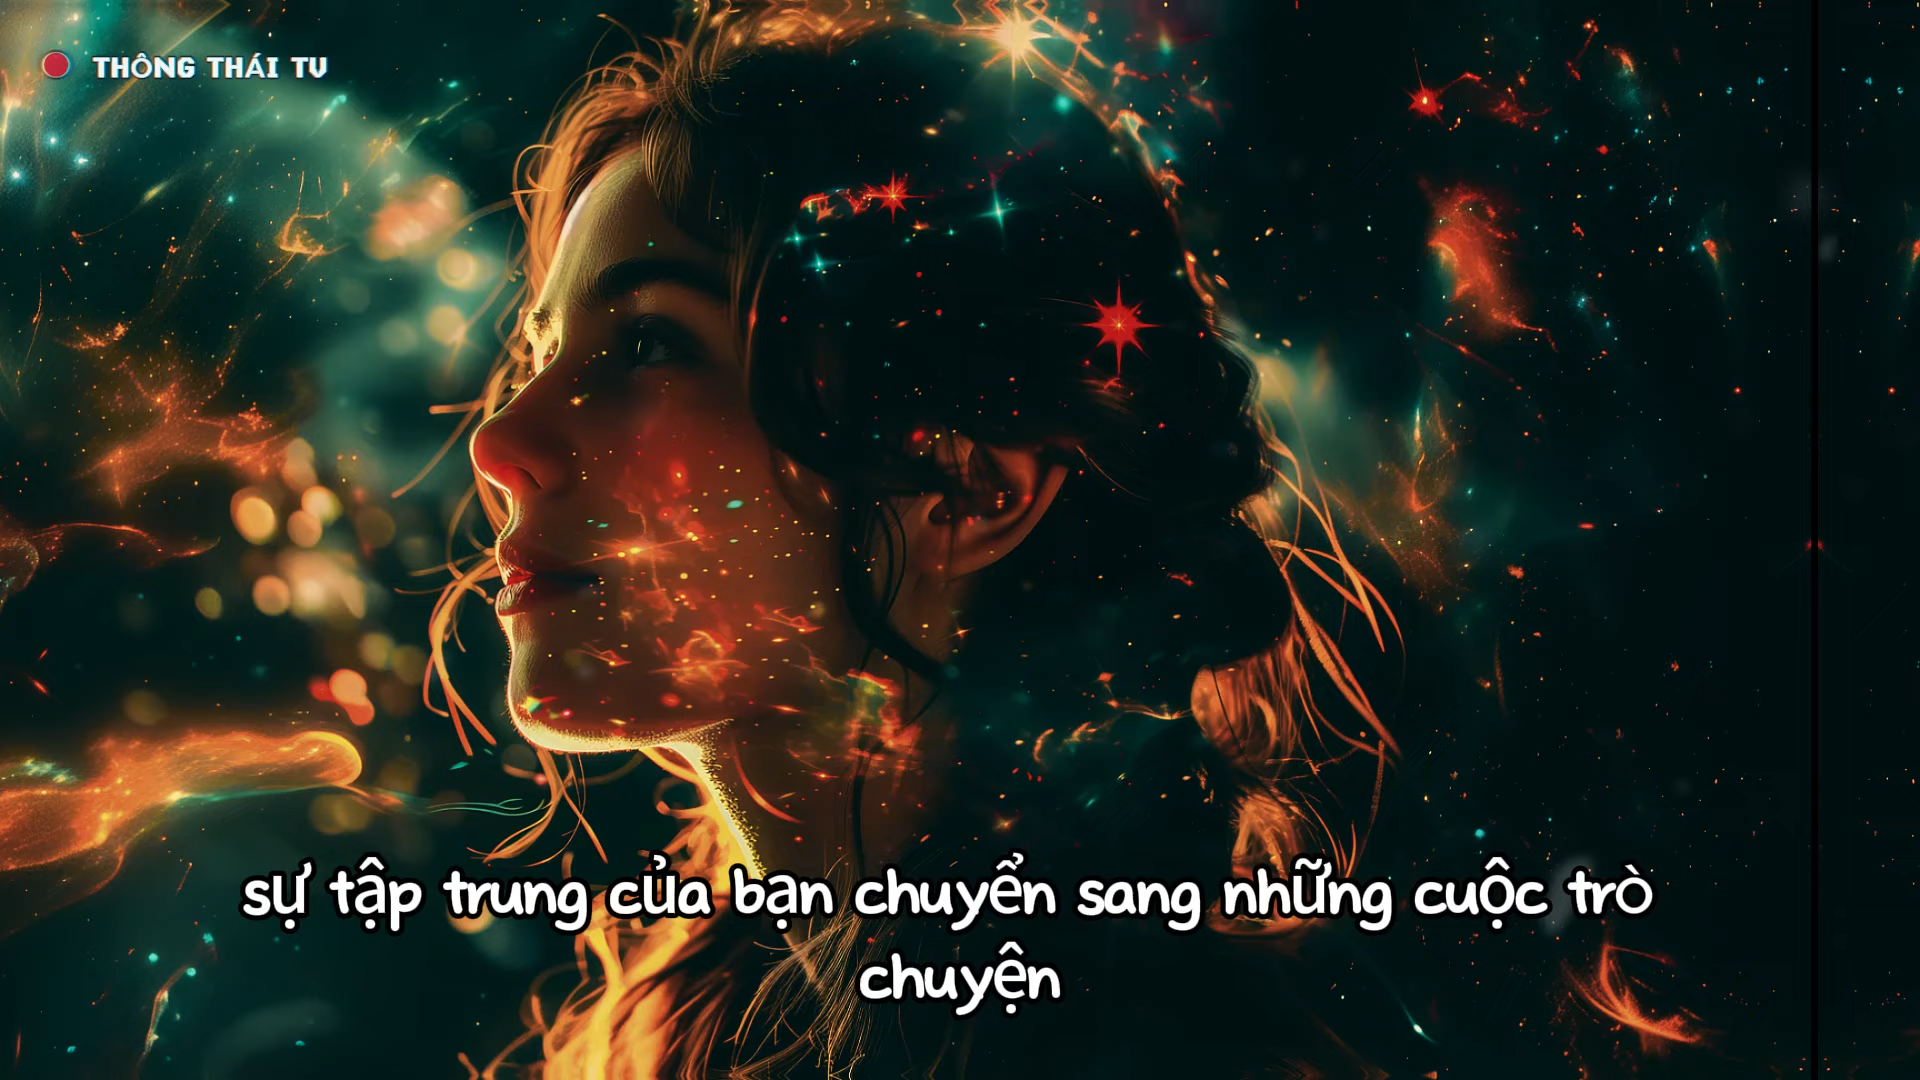 THÔNG THÁI TV
sự tập trung của bạn chuyển sang những cuộc trò
chuyện